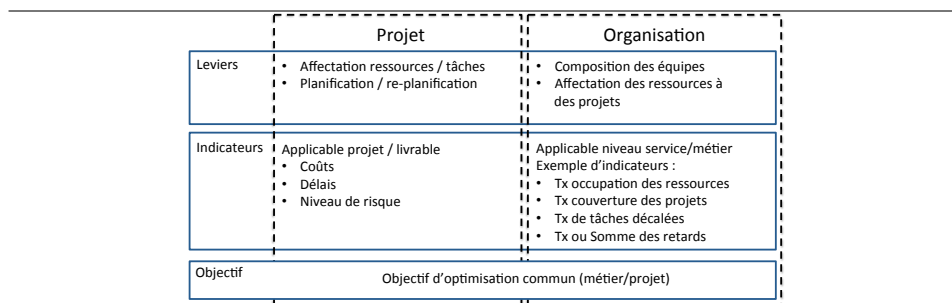 Projet
Organisation
Leviers
• Affectation ressources / tâches
• Planification / re-planification
• Composition des équipes
• Affectation des ressources à
des projets
Indicateurs
Applicable projet / livrable
• Coûts
• Délais
• Niveau de risque
Applicable niveau service/métier
Exemple d'indicateurs :
• Tx occupation des ressources
• Tx couverture des projets
• Tx de tâches décalées
• Tx ou Somme des retards
Objectif
Objectif d'optimisation commun (métier/projet)